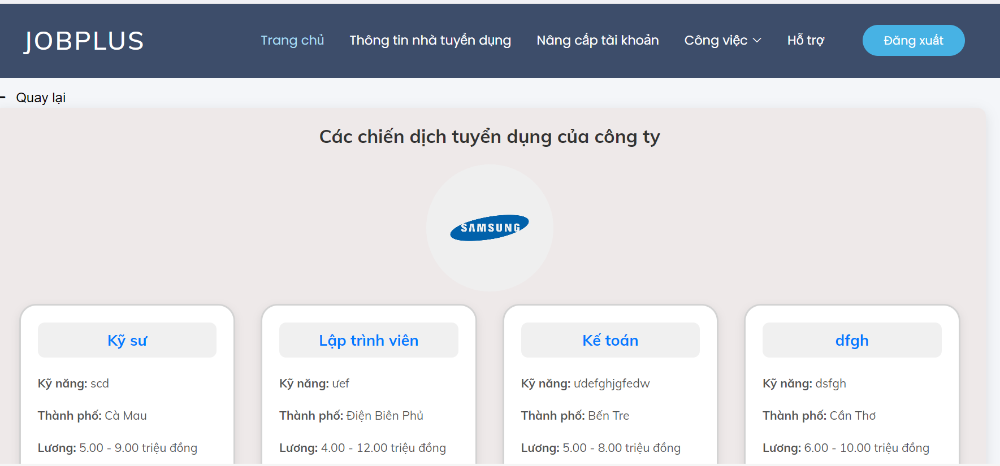 JOBPLUS
Trang chủ
Thông tin nhà tuyển dụng
Nâng cấp tài khoản
Công việc
Hỗ trợ
Đăng xuất
Quay lại
Các chiến dịch tuyển dụng của công ty
SAMSUNG
Kỹ sư
Kỹ năng: scd
Thành phố: Cà Mau
Lương: 5.00 - 9.00 triệu đồng
Lập trình viên
Kỹ năng: ưef
Thành phố: Điện Biên Phủ
Lương: 4.00 - 12.00 triệu đồng
Kế toán
Kỹ năng: ưdefghjgfedw
Thành phố: Bến Tre
Lương: 5.00 - 8.00 triệu đồng
dfgh
Kỹ năng: dsfgh
Thành phố: Cần Thơ
Lương: 6.00 - 10.00 triệu đồng